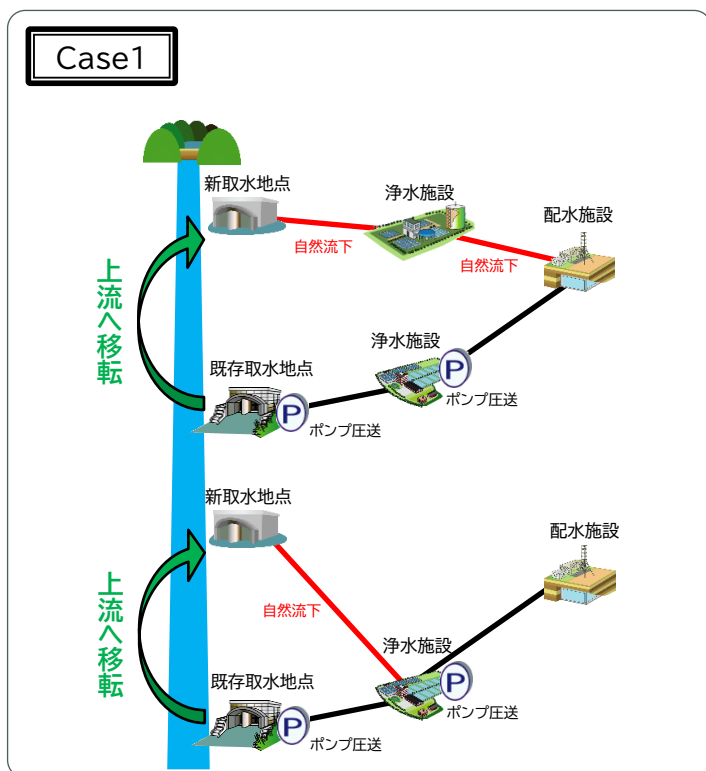 Case1
新取水地点
浄水施設
配水施設
自然流下
自然流下
上流へ移転
浄水施設
既存取水地点
P
ポンプ圧送
P
ポンプ圧送
新取水地点
配水施設
上流へ移転
自然流下
浄水施設
既存取水地点
P
ポンプ圧送
P
ポンプ圧送